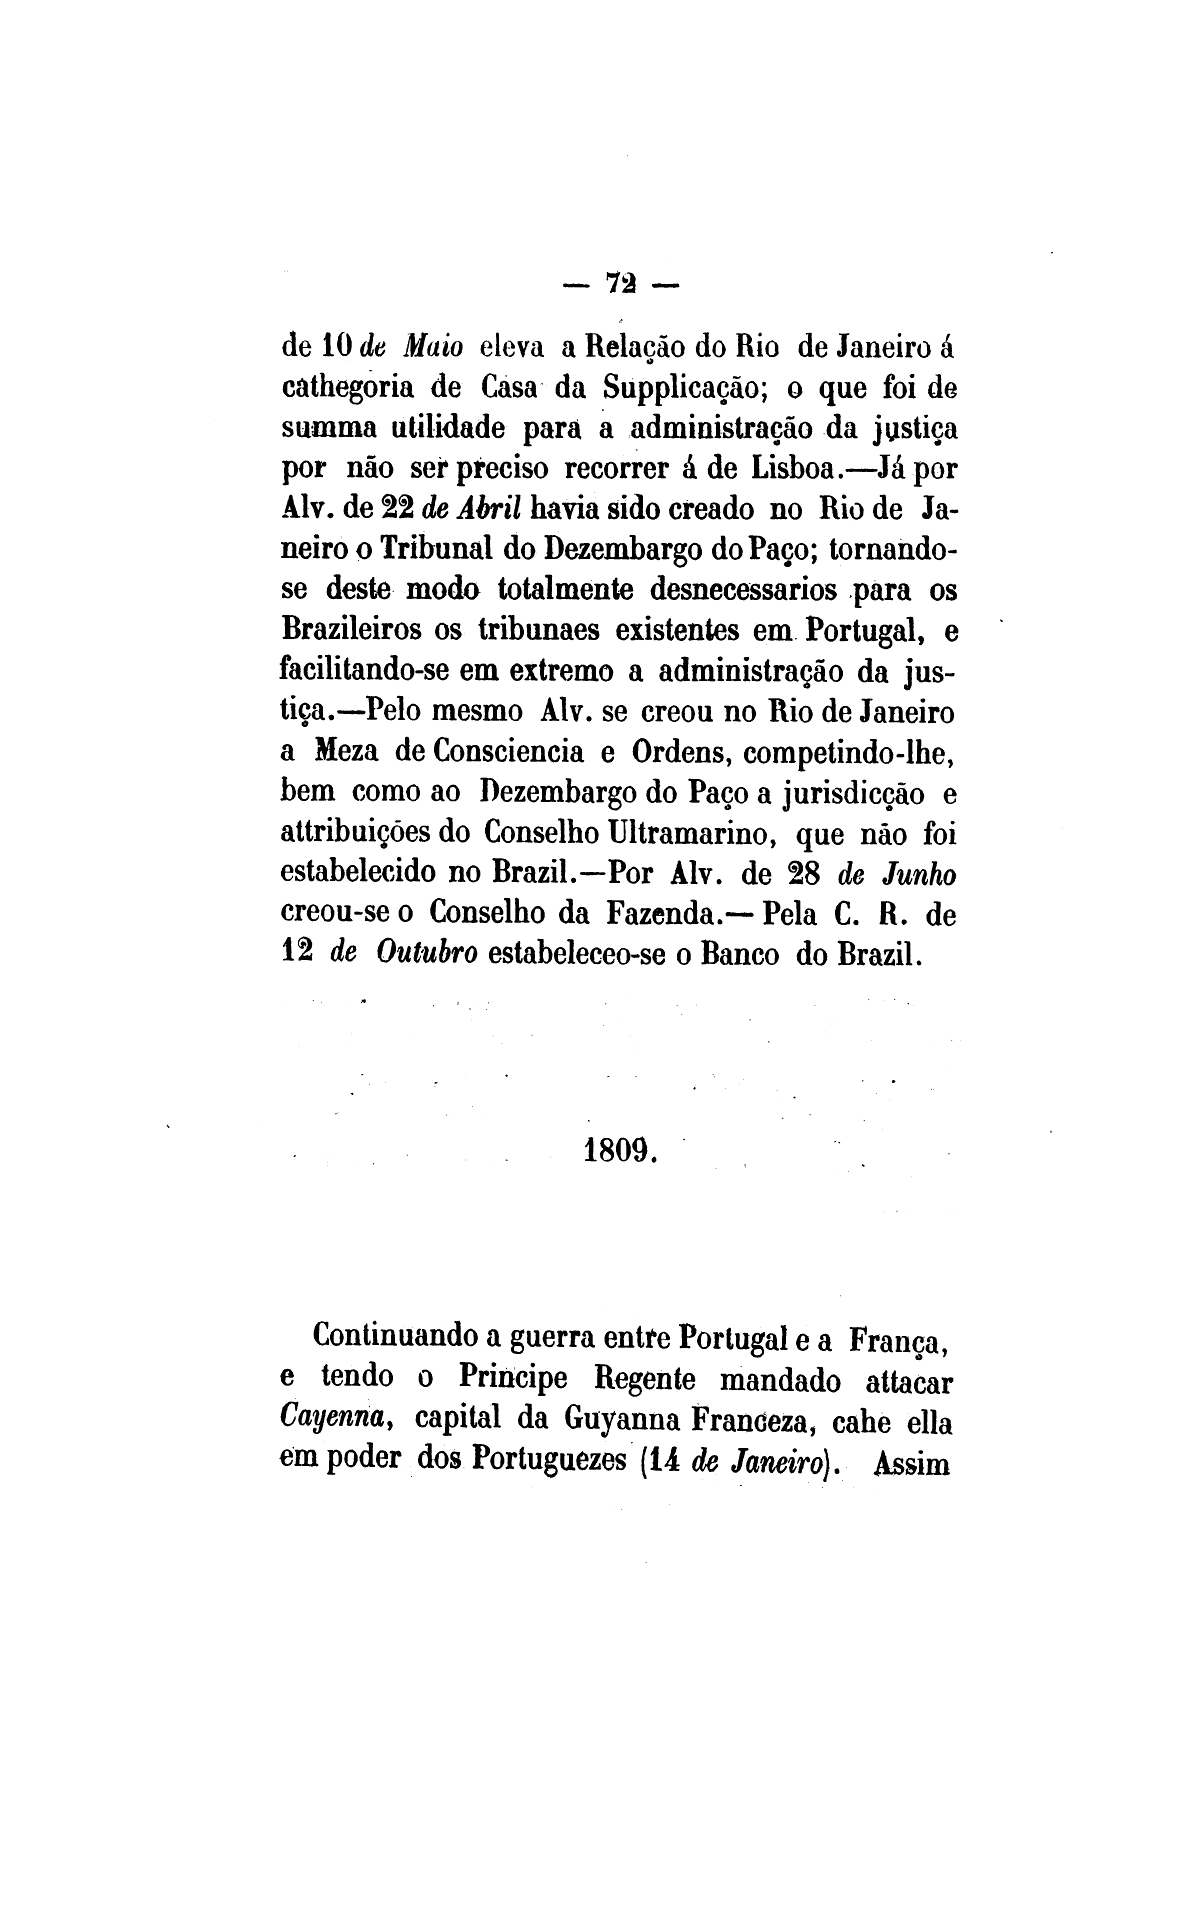 — 72 —
de 10 de Maio eleva a Relação do Rio de Janeiro á
cathegoria de Casa da Supplicação; o que foi de
summa utilidade para a administração da justiça
por não ser preciso recorrer á de Lisboa.—Já por
Alv. de 22 de Abril havia sido creado no Rio de Ja-
neiro o Tribunal do Dezembargo do Paço; tornando-
se deste modo totalmente desnecessarios para os
Brazileiros os tribunaes existentes em Portugal, e
facilitando-se em extremo a administração da jus-
tiça.—Pelo mesmo Alv. se creou no Rio de Janeiro
a Meza de Consciencia e Ordens, competindo-lhe,
bem como ao Dezembargo do Paço a jurisdicção e
attribuições do Conselho Ultramarino, que não foi
estabelecido no Brazil.—Por Alv. de 28 de Junho
creou-se o Conselho da Fazenda.—Pela C. R. de
12 de Outubro estabeleceo-se o Banco do Brazil.
1809.
Continuando a guerra entre Portugal e a França,
e tendo o Principe Regente mandado attacar
Cayenna, capital da Guyanna Franceza, cahe ella
em poder dos Portuguezes (14 de Janeiro). Assim